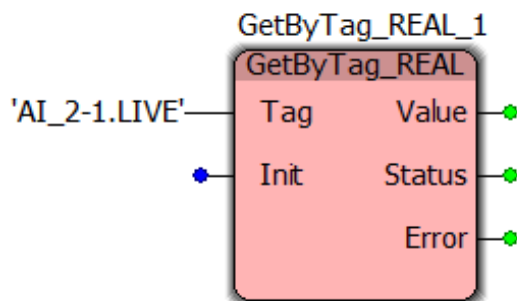 GetByTag_REAL_1
GetByTag_REAL
'AI_2-1.LIVE' Tag Value
Init Status
Error